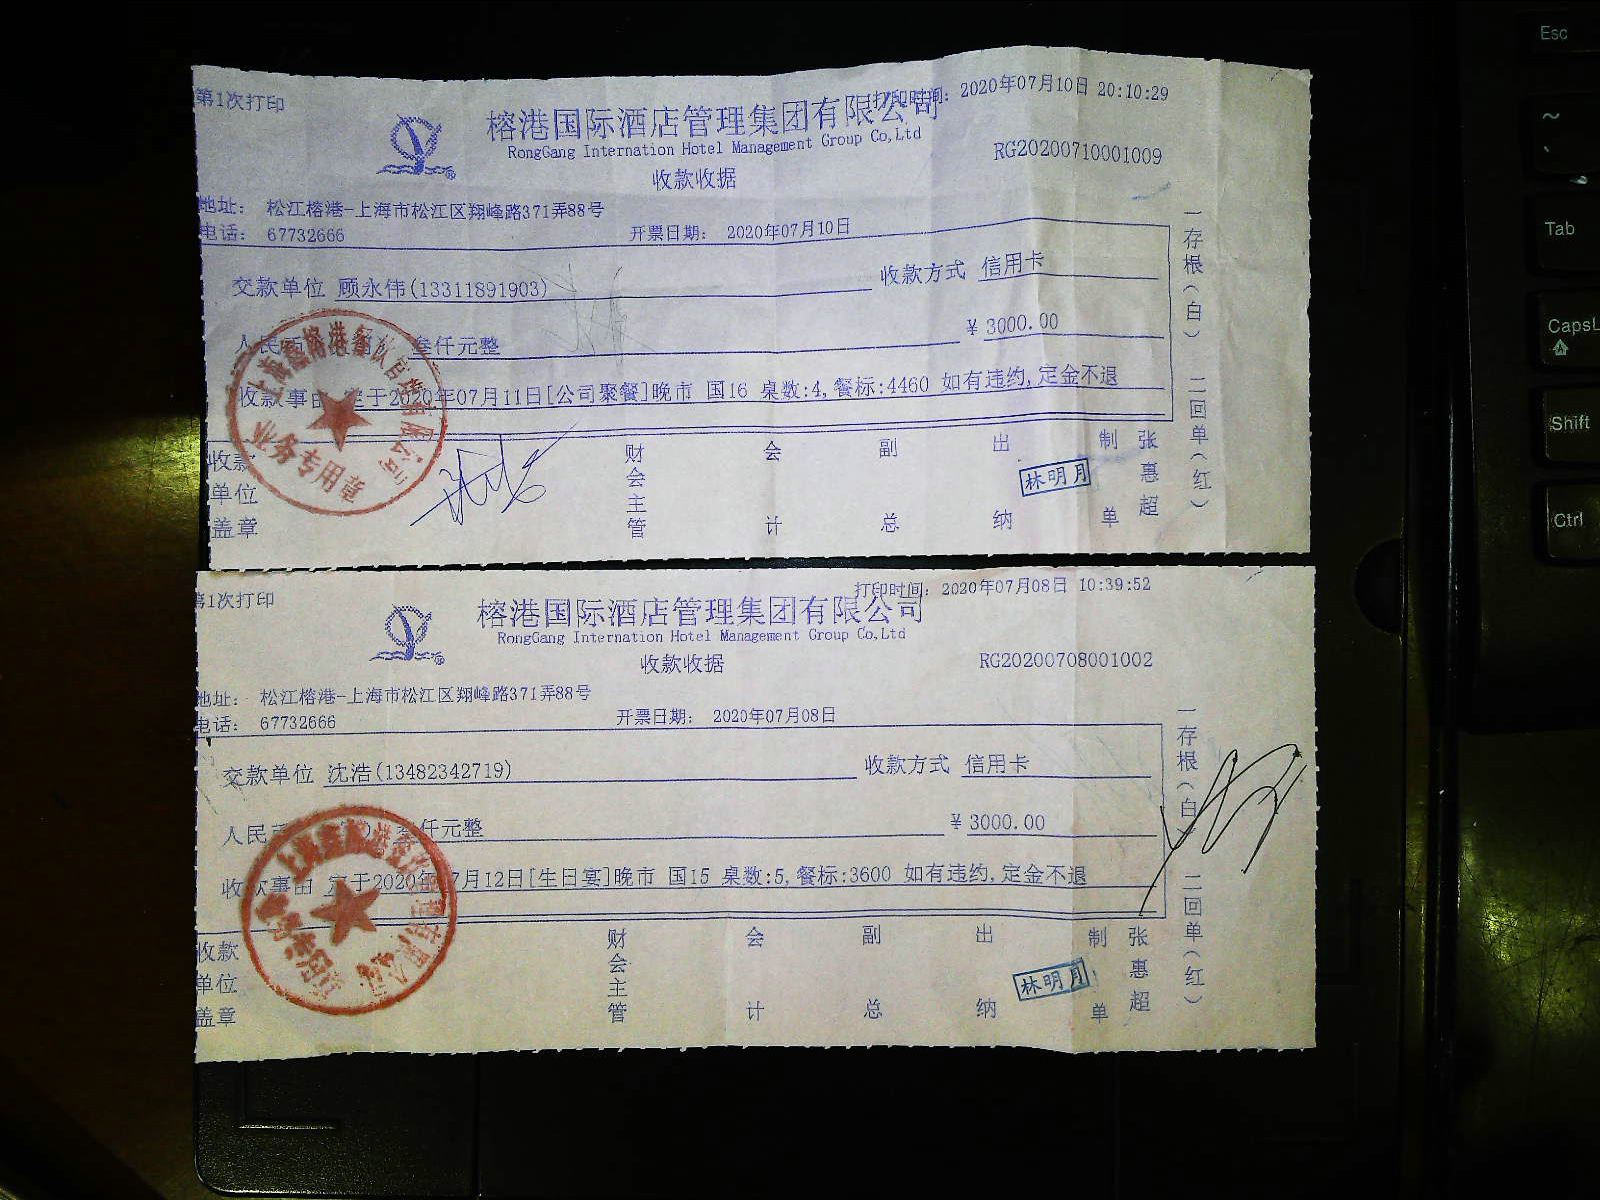 第1次打印
打印时间: 2020年07月10日 20:10:29
榕港国际酒店管理集团有限公司
RongGang Internation Hotel Management Group Co,Ltd
RG20200710001009
收款收据
地址: 松江榕港-上海市松江区翔峰路371弄88号
电话: 67732666
开票日期: 2020年07月10日
交款单位 顾永伟(13311891903)
收款方式 信用卡
人民币 叁仟元整
¥ 3000.00
收款事由 定于2020年07月11日[公司聚餐]晚市 国16 桌数:4,餐标:4460 如有违约,定金不退
一存根(白) 二回单(红)
收款单位盖章
财会主管
会计
副总
出纳
林明月
制单
张惠超
业务专用章
第1次打印
打印时间: 2020年07月08日 10:39:52
榕港国际酒店管理集团有限公司
RongGang Internation Hotel Management Group Co,Ltd
收款收据
RG20200708001002
地址: 松江榕港-上海市松江区翔峰路371弄88号
电话: 67732666
开票日期: 2020年07月08日
交款单位 沈浩(13482342719)
收款方式 信用卡
人民币 叁仟元整
¥ 3000.00
收款事由 定于2020年07月12日[生日宴]晚市 国15 桌数:5,餐标:3600 如有违约,定金不退
一存根(白) 二回单(红)
收款单位盖章
财会主管
会计
副总
出纳
林明月
制单
张惠超
Esc
~
Tab
CapsL
Shift
Ctrl